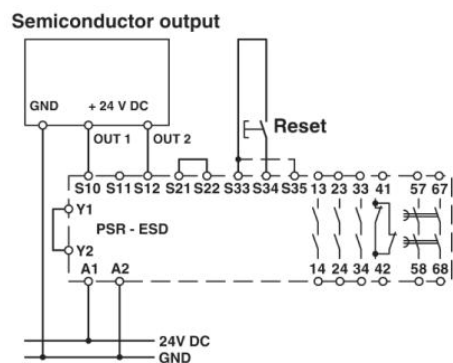 Semiconductor output
GND + 24 V DC
OUT 1 OUT 2
Reset
S10 S11 S12 S21 S22 S33 S34 S35 13 23 33 41 57 67
Y1
PSR - ESD
Y2
A1 A2 14 24 34 42 58 68
24V DC
GND